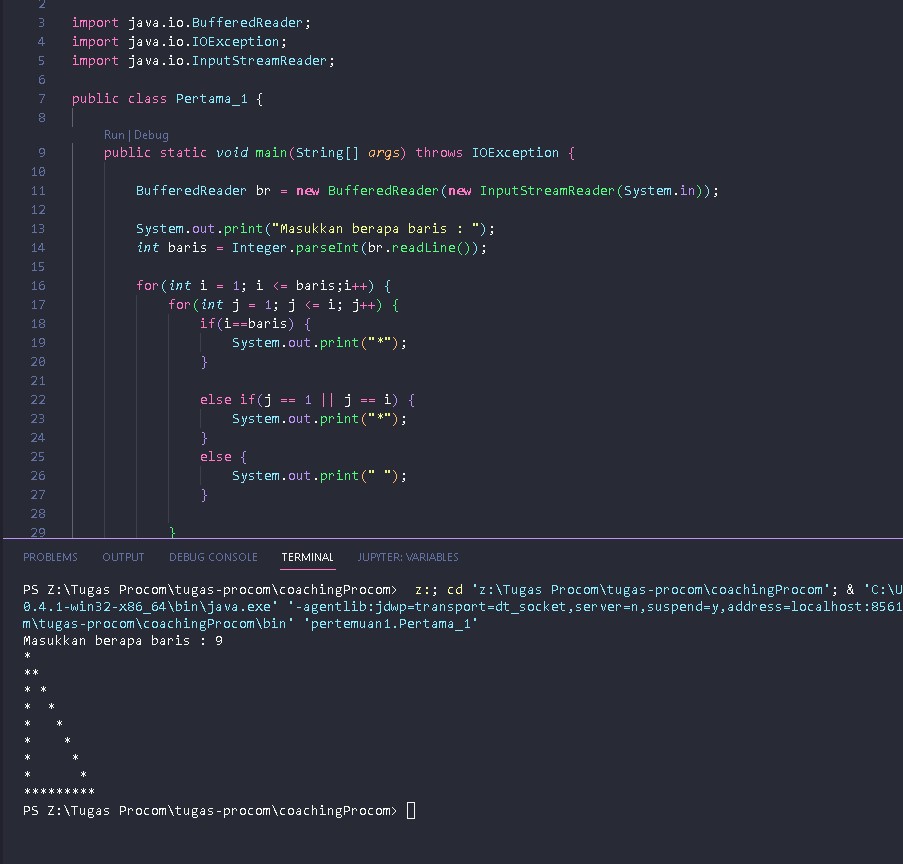 2
3 import java.io.BufferedReader;
4 import java.io.IOException;
5 import java.io.InputStreamReader;
6
7 public class Pertama_1 {
8
Run | Debug
9 public static void main(String[] args) throws IOException {
10
11 BufferedReader br = new BufferedReader(new InputStreamReader(System.in));
12
13 System.out.print("Masukkan berapa baris : ");
14 int baris = Integer.parseInt(br.readLine());
15
16 for(int i = 1; i <= baris;i++) {
17 for(int j = 1; j <= i; j++) {
18 if(i==baris) {
19 System.out.print("*");
20 }
21
22 else if(j == 1 || j == i) {
23 System.out.print("*");
24 }
25 else {
26 System.out.print(" ");
27 }
28
29 }
PROBLEMS OUTPUT DEBUG CONSOLE TERMINAL JUPYTER: VARIABLES
PS Z:\Tugas Procom\tugas-procom\coachingProcom>  z:; cd 'z:\Tugas Procom\tugas-procom\coachingProcom'; & 'C:\U
0.4.1-win32-x86_64\bin\java.exe' '-agentlib:jdwp=transport=dt_socket,server=n,suspend=y,address=localhost:8561
m\tugas-procom\coachingProcom\bin' 'pertemuan1.Pertama_1'
Masukkan berapa baris : 9
*
**
* *
*  *
*   *
*    *
*     *
*      *
*********
PS Z:\Tugas Procom\tugas-procom\coachingProcom>